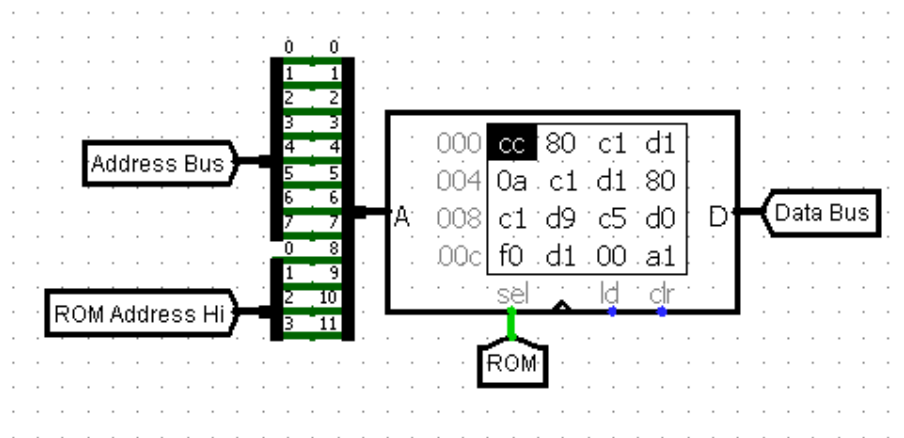 0 0
1 1
2 2
3 3
4 4
5 5
6 6
7 7
0 8
1 9
2 10
3 11
Address Bus
ROM Address Hi
A
000 cc 80 c1 d1
004 0a c1 d1 80
008 c1 d9 c5 d0
00c f0 d1 00 a1
D
sel ld clr
Data Bus
ROM